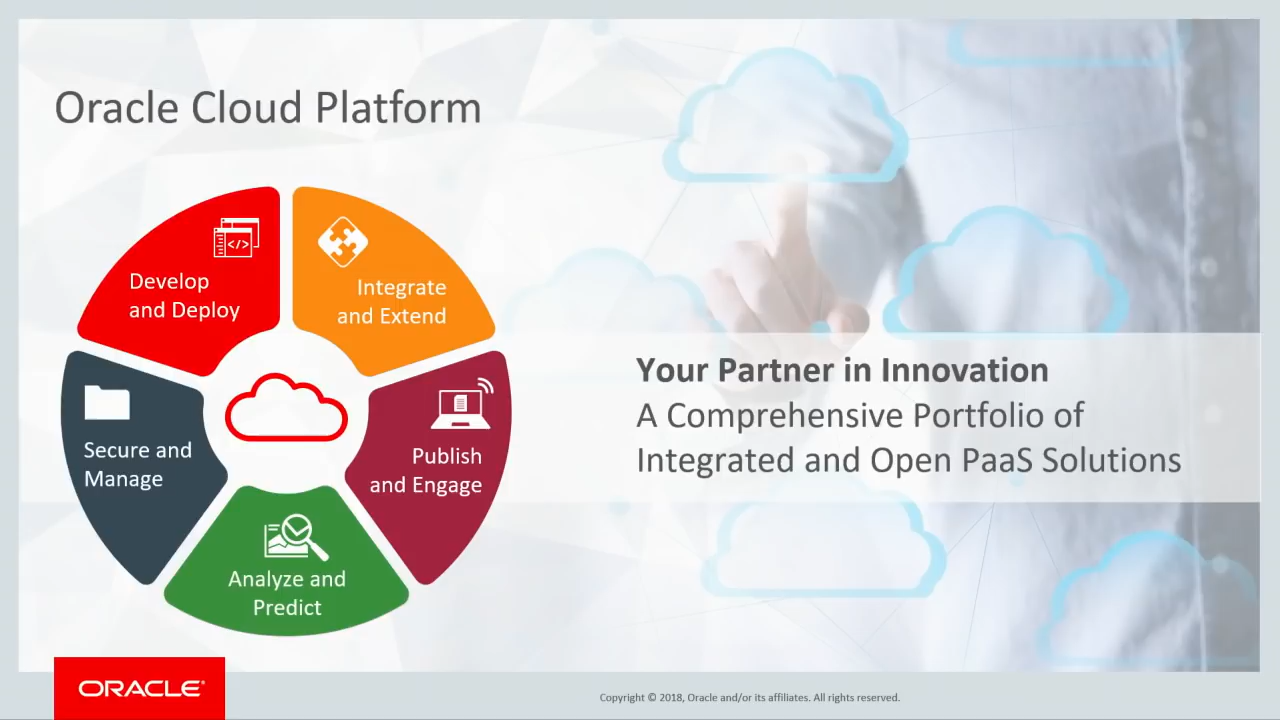 Oracle Cloud Platform
Develop
and Deploy
Integrate
and Extend
Secure and
Manage
Publish
and Engage
Analyze and
Predict
Your Partner in Innovation
A Comprehensive Portfolio of
Integrated and Open PaaS Solutions
ORACLE®
Copyright © 2018, Oracle and/or its affiliates. All rights reserved.